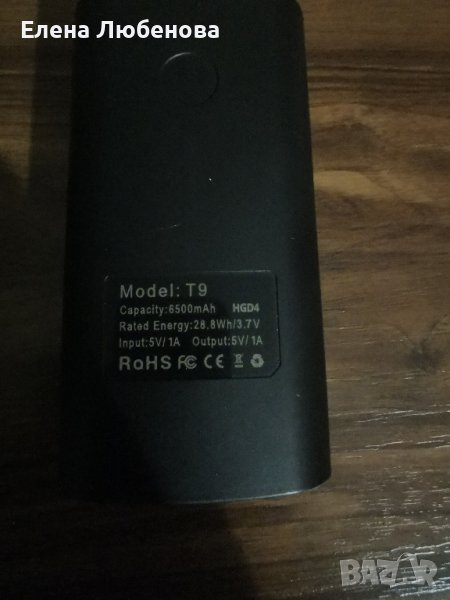 Елена Любенова
Model: T9
Capacity:6500mAh HGD4
Rated Energy:28.8Wh/3.7V
Input:5V/1A Output:5V/1A
RoHS FC CE
BAZAR